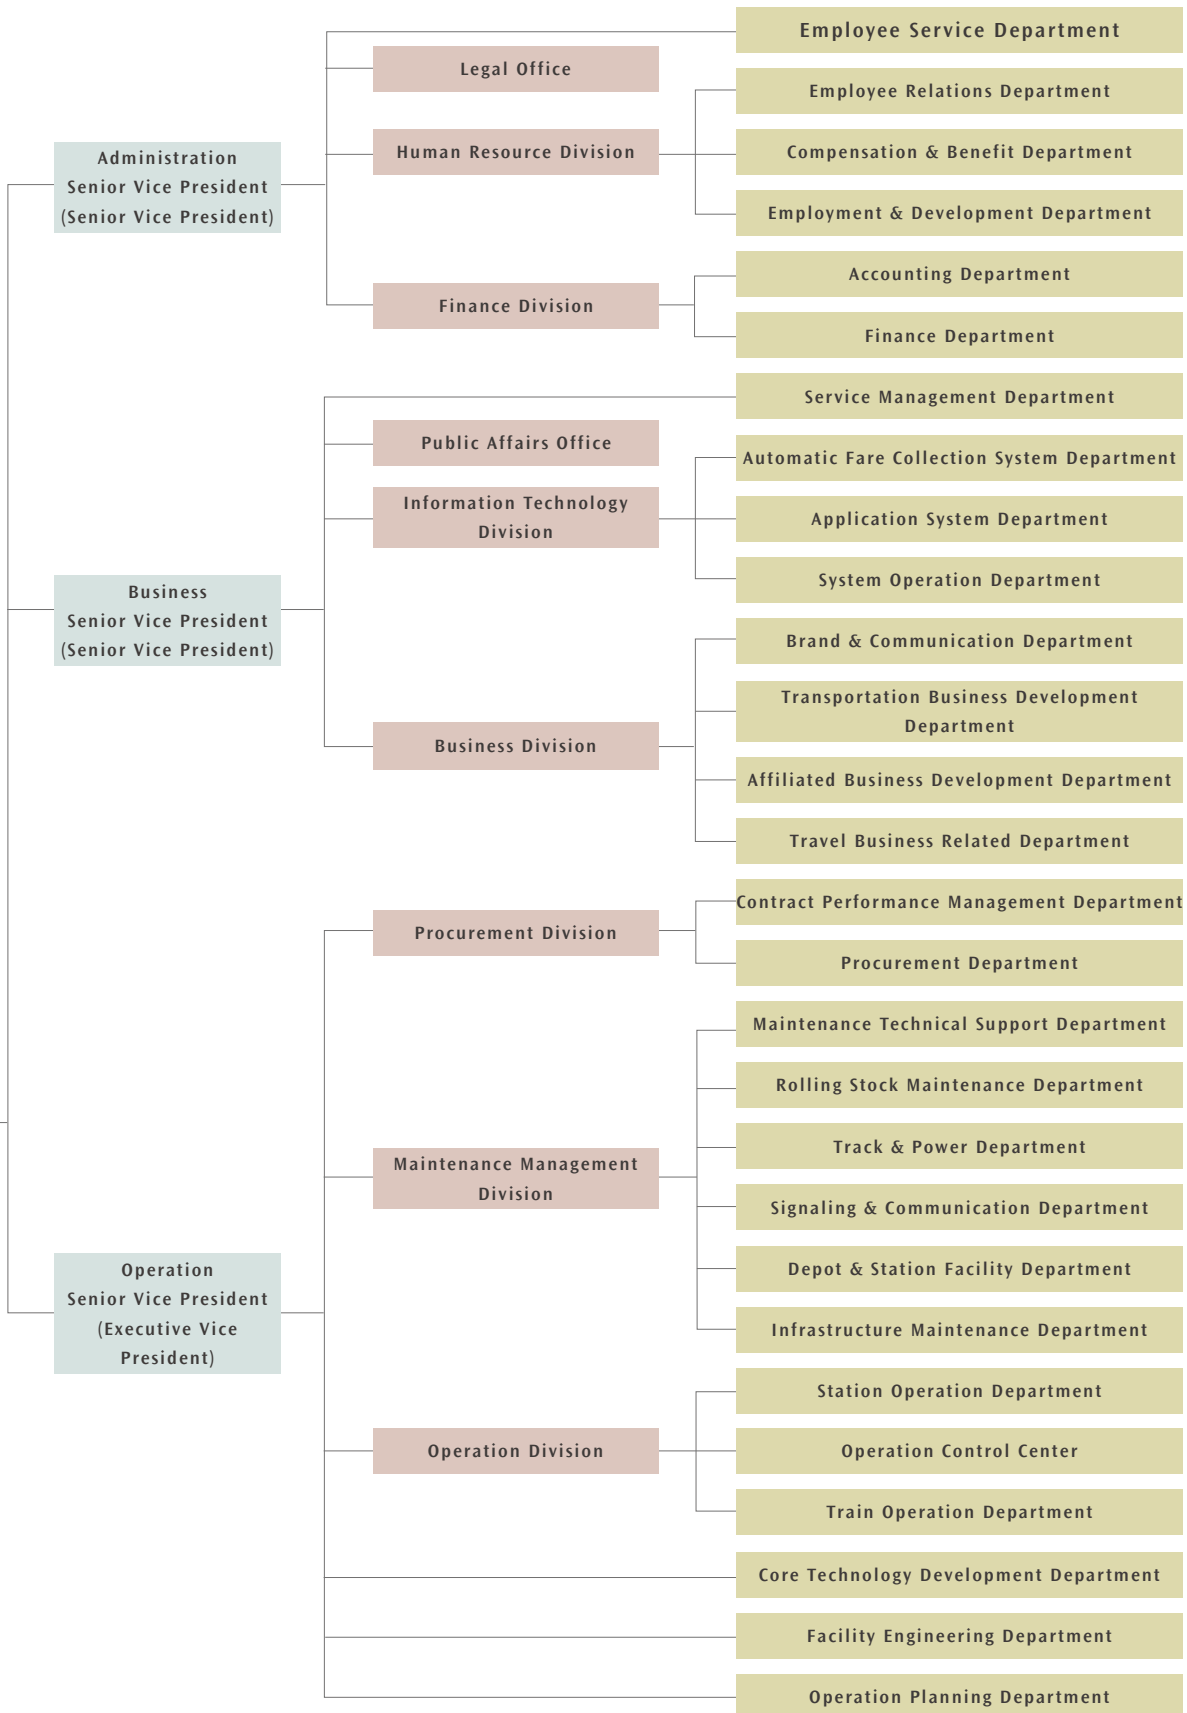 Employee Service Department
Legal Office
Employee Relations Department
Administration
Senior Vice President
(Senior Vice President)
Human Resource Division
Compensation & Benefit Department
Employment & Development Department
Accounting Department
Finance Division
Finance Department
Service Management Department
Public Affairs Office
Automatic Fare Collection System Department
Information Technology
Division
Application System Department
System Operation Department
Business
Senior Vice President
(Senior Vice President)
Brand & Communication Department
Transportation Business Development
Department
Business Division
Affiliated Business Development Department
Travel Business Related Department
Contract Performance Management Department
Procurement Division
Procurement Department
Maintenance Technical Support Department
Rolling Stock Maintenance Department
Track & Power Department
Maintenance Management
Division
Signaling & Communication Department
Depot & Station Facility Department
Operation
Senior Vice President
(Executive Vice
President)
Infrastructure Maintenance Department
Station Operation Department
Operation Division
Operation Control Center
Train Operation Department
Core Technology Development Department
Facility Engineering Department
Operation Planning Department